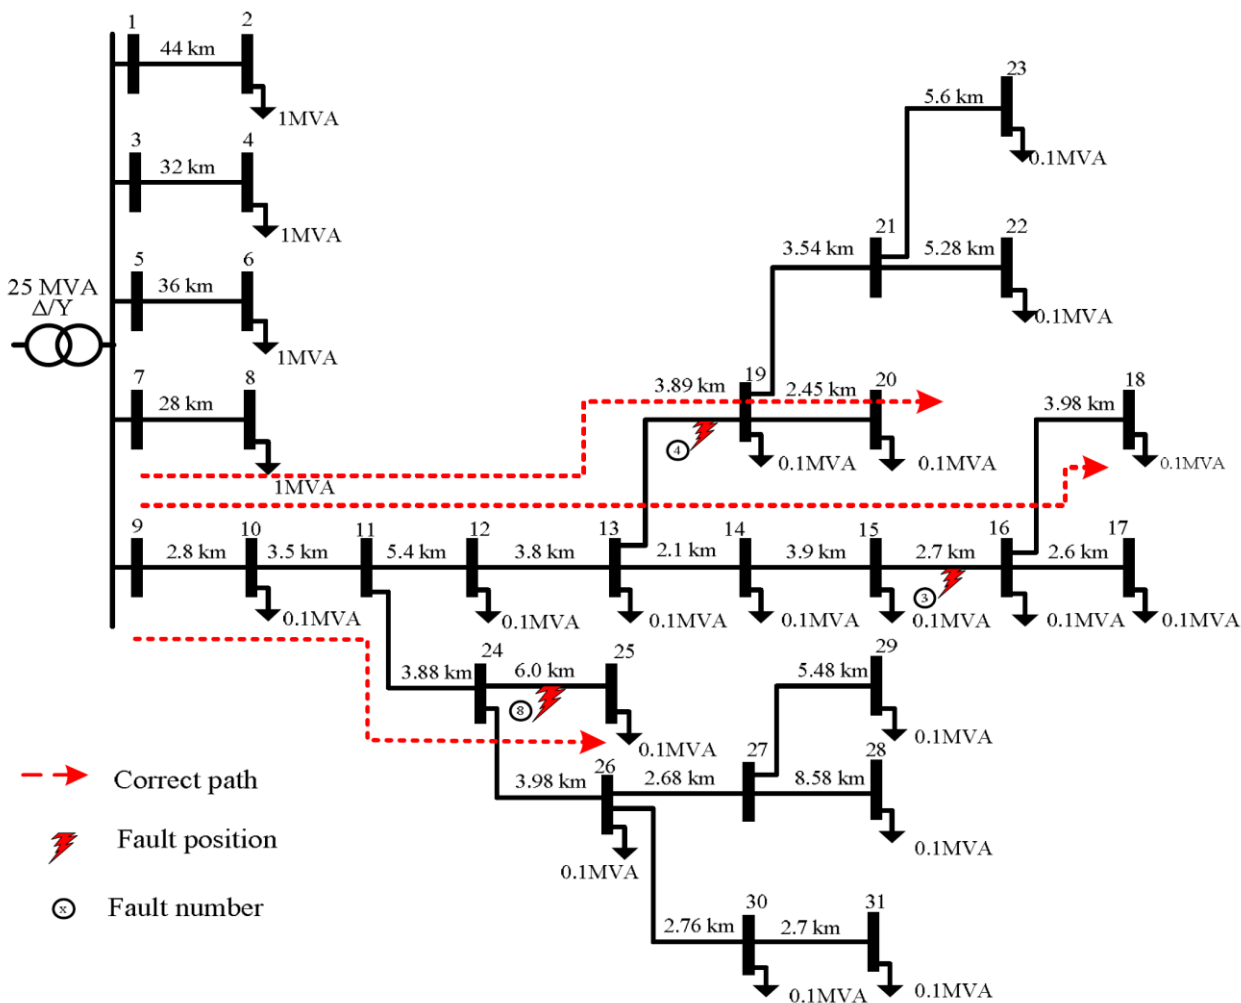 1
2
44 km
1MVA
3
4
32 km
1MVA
5
6
36 km
1MVA
25 MVA
Δ/Y
7
8
28 km
1MVA
23
5.6 km
0.1MVA
21
22
3.54 km
5.28 km
0.1MVA
19
20
3.89 km
2.45 km
4
0.1MVA
0.1MVA
18
3.98 km
0.1MVA
9
10
11
12
13
14
15
16
17
2.8 km
3.5 km
5.4 km
3.8 km
2.1 km
3.9 km
2.7 km
2.6 km
3
0.1MVA
0.1MVA
0.1MVA
0.1MVA
0.1MVA
0.1MVA
0.1MVA
24
25
3.88 km
6.0 km
8
0.1MVA
29
5.48 km
0.1MVA
26
27
28
3.98 km
2.68 km
8.58 km
0.1MVA
0.1MVA
30
31
2.76 km
2.7 km
0.1MVA
0.1MVA
Correct path
Fault position
x
Fault number